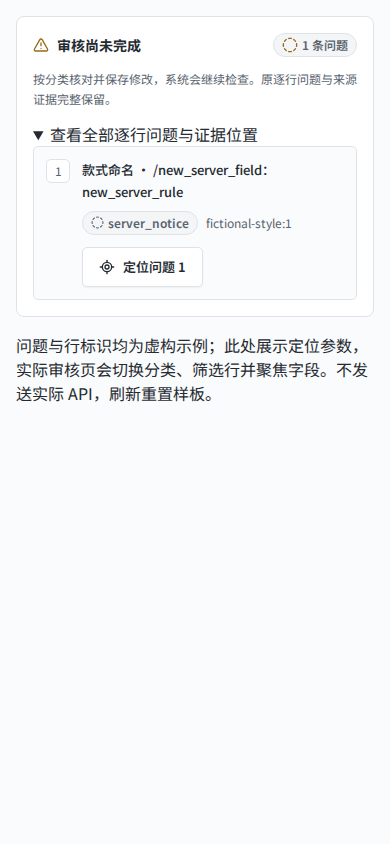 审核尚未完成
1 条问题
按分类核对并保存修改，系统会继续检查。原逐行问题与来源
证据完整保留。
▼ 查看全部逐行问题与证据位置
1
款式命名 · /new_server_field：
new_server_rule
server_notice
fictional-style:1
定位问题 1
问题与行标识均为虚构示例；此处展示定位参数，
实际审核页会切换分类、筛选行并聚焦字段。不发
送实际 API，刷新重置样板。